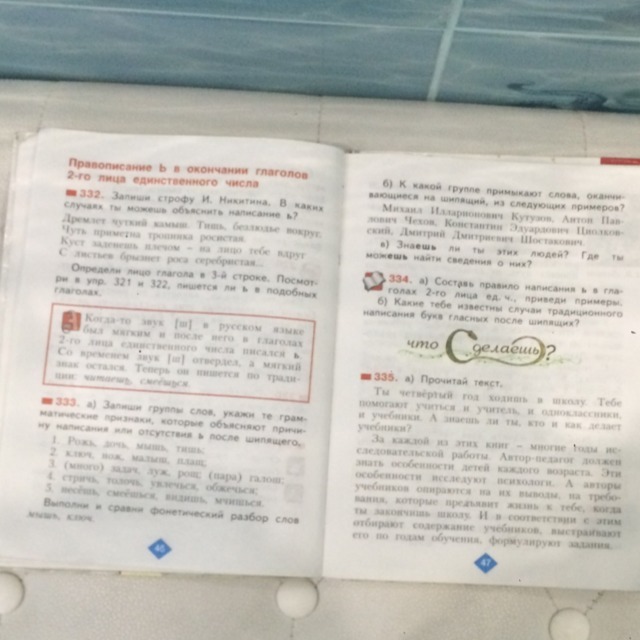 Правописание Ь в окончании глаголов
2-го лица единственного числа
332. Запиши строфу И. Никитина. В каких
случаях ты можешь объяснить написание ь?
Дремлет чуткий камыш. Тишь, безлюдье вокруг.
Чуть приметна тропинка росистая.
Куст заденешь плечом – на лицо тебе вдруг
С листьев брызнет роса серебристая...
Определи лицо глагола в 3-й строке. Посмот-
ри в упр. 321 и 322, пишется ли ь в подобных
глаголах.
Когда-то звук [ш] в русском языке
был мягким и после него в глаголах
2-го лица единственного числа писался ь.
Со временем звук [ш] отвердел, а мягкий
знак остался. Теперь он пишется по тради-
ции: читаешь, смеёшься.
333. а) Запиши группы слов, укажи те грам-
матические признаки, которые объясняют причи-
ну написания или отсутствия ь после шипящего.
1. Рожь, дочь, мышь, тишь;
2. ключ, нож, малыш, плащ;
3. (много) задач, луж, рощ; (пара) галош;
4. стричь, толочь, увлечься, обжечься;
5. несёшь, смеёшься, видишь, мчишься.
Выполни и сравни фонетический разбор слов
мышь, ключ.
46
б) К какой группе примыкают слова, оканчи-
вающиеся на шипящий, из следующих примеров?
Михаил Илларионович Кутузов, Антон Пав-
лович Чехов, Константин Эдуардович Циолков-
ский, Дмитрий Дмитриевич Шостакович.
в) Знаешь ли ты этих людей? Где ты
можешь найти сведения о них?
334. а) Составь правило написания ь в гла-
голах 2-го лица ед. ч., приведи примеры.
б) Какие тебе известны случаи традиционного
написания букв гласных после шипящих?
что Сделаешь?
335. а) Прочитай текст.
Ты четвёртый год ходишь в школу. Тебе
помогают учиться и учитель, и одноклассники,
и учебники. А знаешь ли ты, кто и как делает
учебники?
За каждой из этих книг – многие годы ис-
следовательской работы. Автор-педагог должен
знать особенности детей каждого возраста. Эти
особенности исследуют психологи. А авторы
учебников опираются на их выводы, на требо-
вания, которые предъявит жизнь к тебе, когда
ты закончишь школу. И в соответствии с этим
отбирают содержание учебников, выстраивают
его по годам обучения, формулируют задания.
47